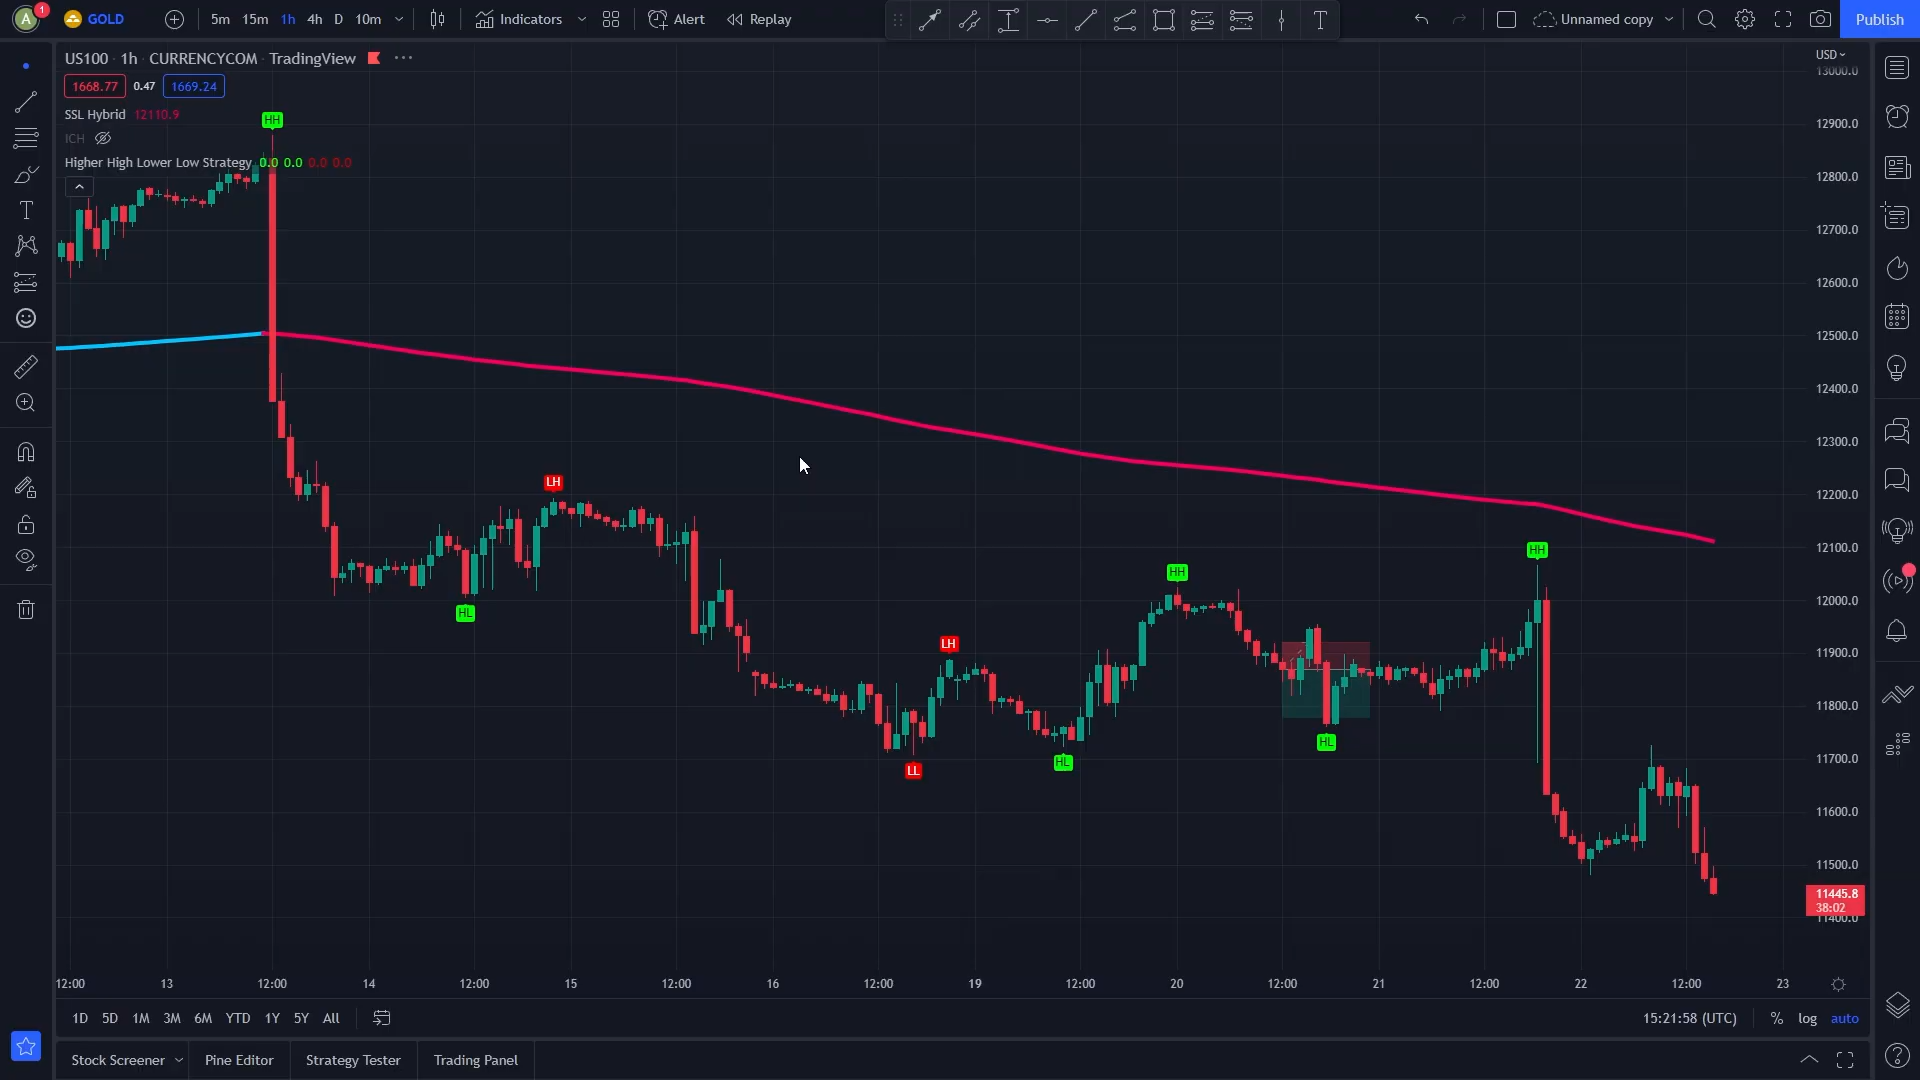 A 1 GOLD 5m 15m 1h 4h D 10m Indicators Alert Replay T Unnamed copy Publish
US100 · 1h · CURRENCYCOM · TradingView ···
USD
1668.77 0.47 1669.24
SSL Hybrid 12110.9
ICH
Higher High Lower Low Strategy 0.0 0.0 0.0 0.0
13000.0
12900.0
12800.0
12700.0
12600.0
12500.0
12400.0
12300.0
12200.0
12100.0
12000.0
11900.0
11800.0
11700.0
11600.0
11500.0
11445.8
38:02
11400.0
HH
LH
HL
LH
LL
HL
HH
HL
HH
12:00 13 12:00 14 12:00 15 12:00 16 12:00 19 12:00 20 12:00 21 12:00 22 12:00 23
1D 5D 1M 3M 6M YTD 1Y 5Y All 15:21:58 (UTC) % log auto
Stock Screener Pine Editor Strategy Tester Trading Panel